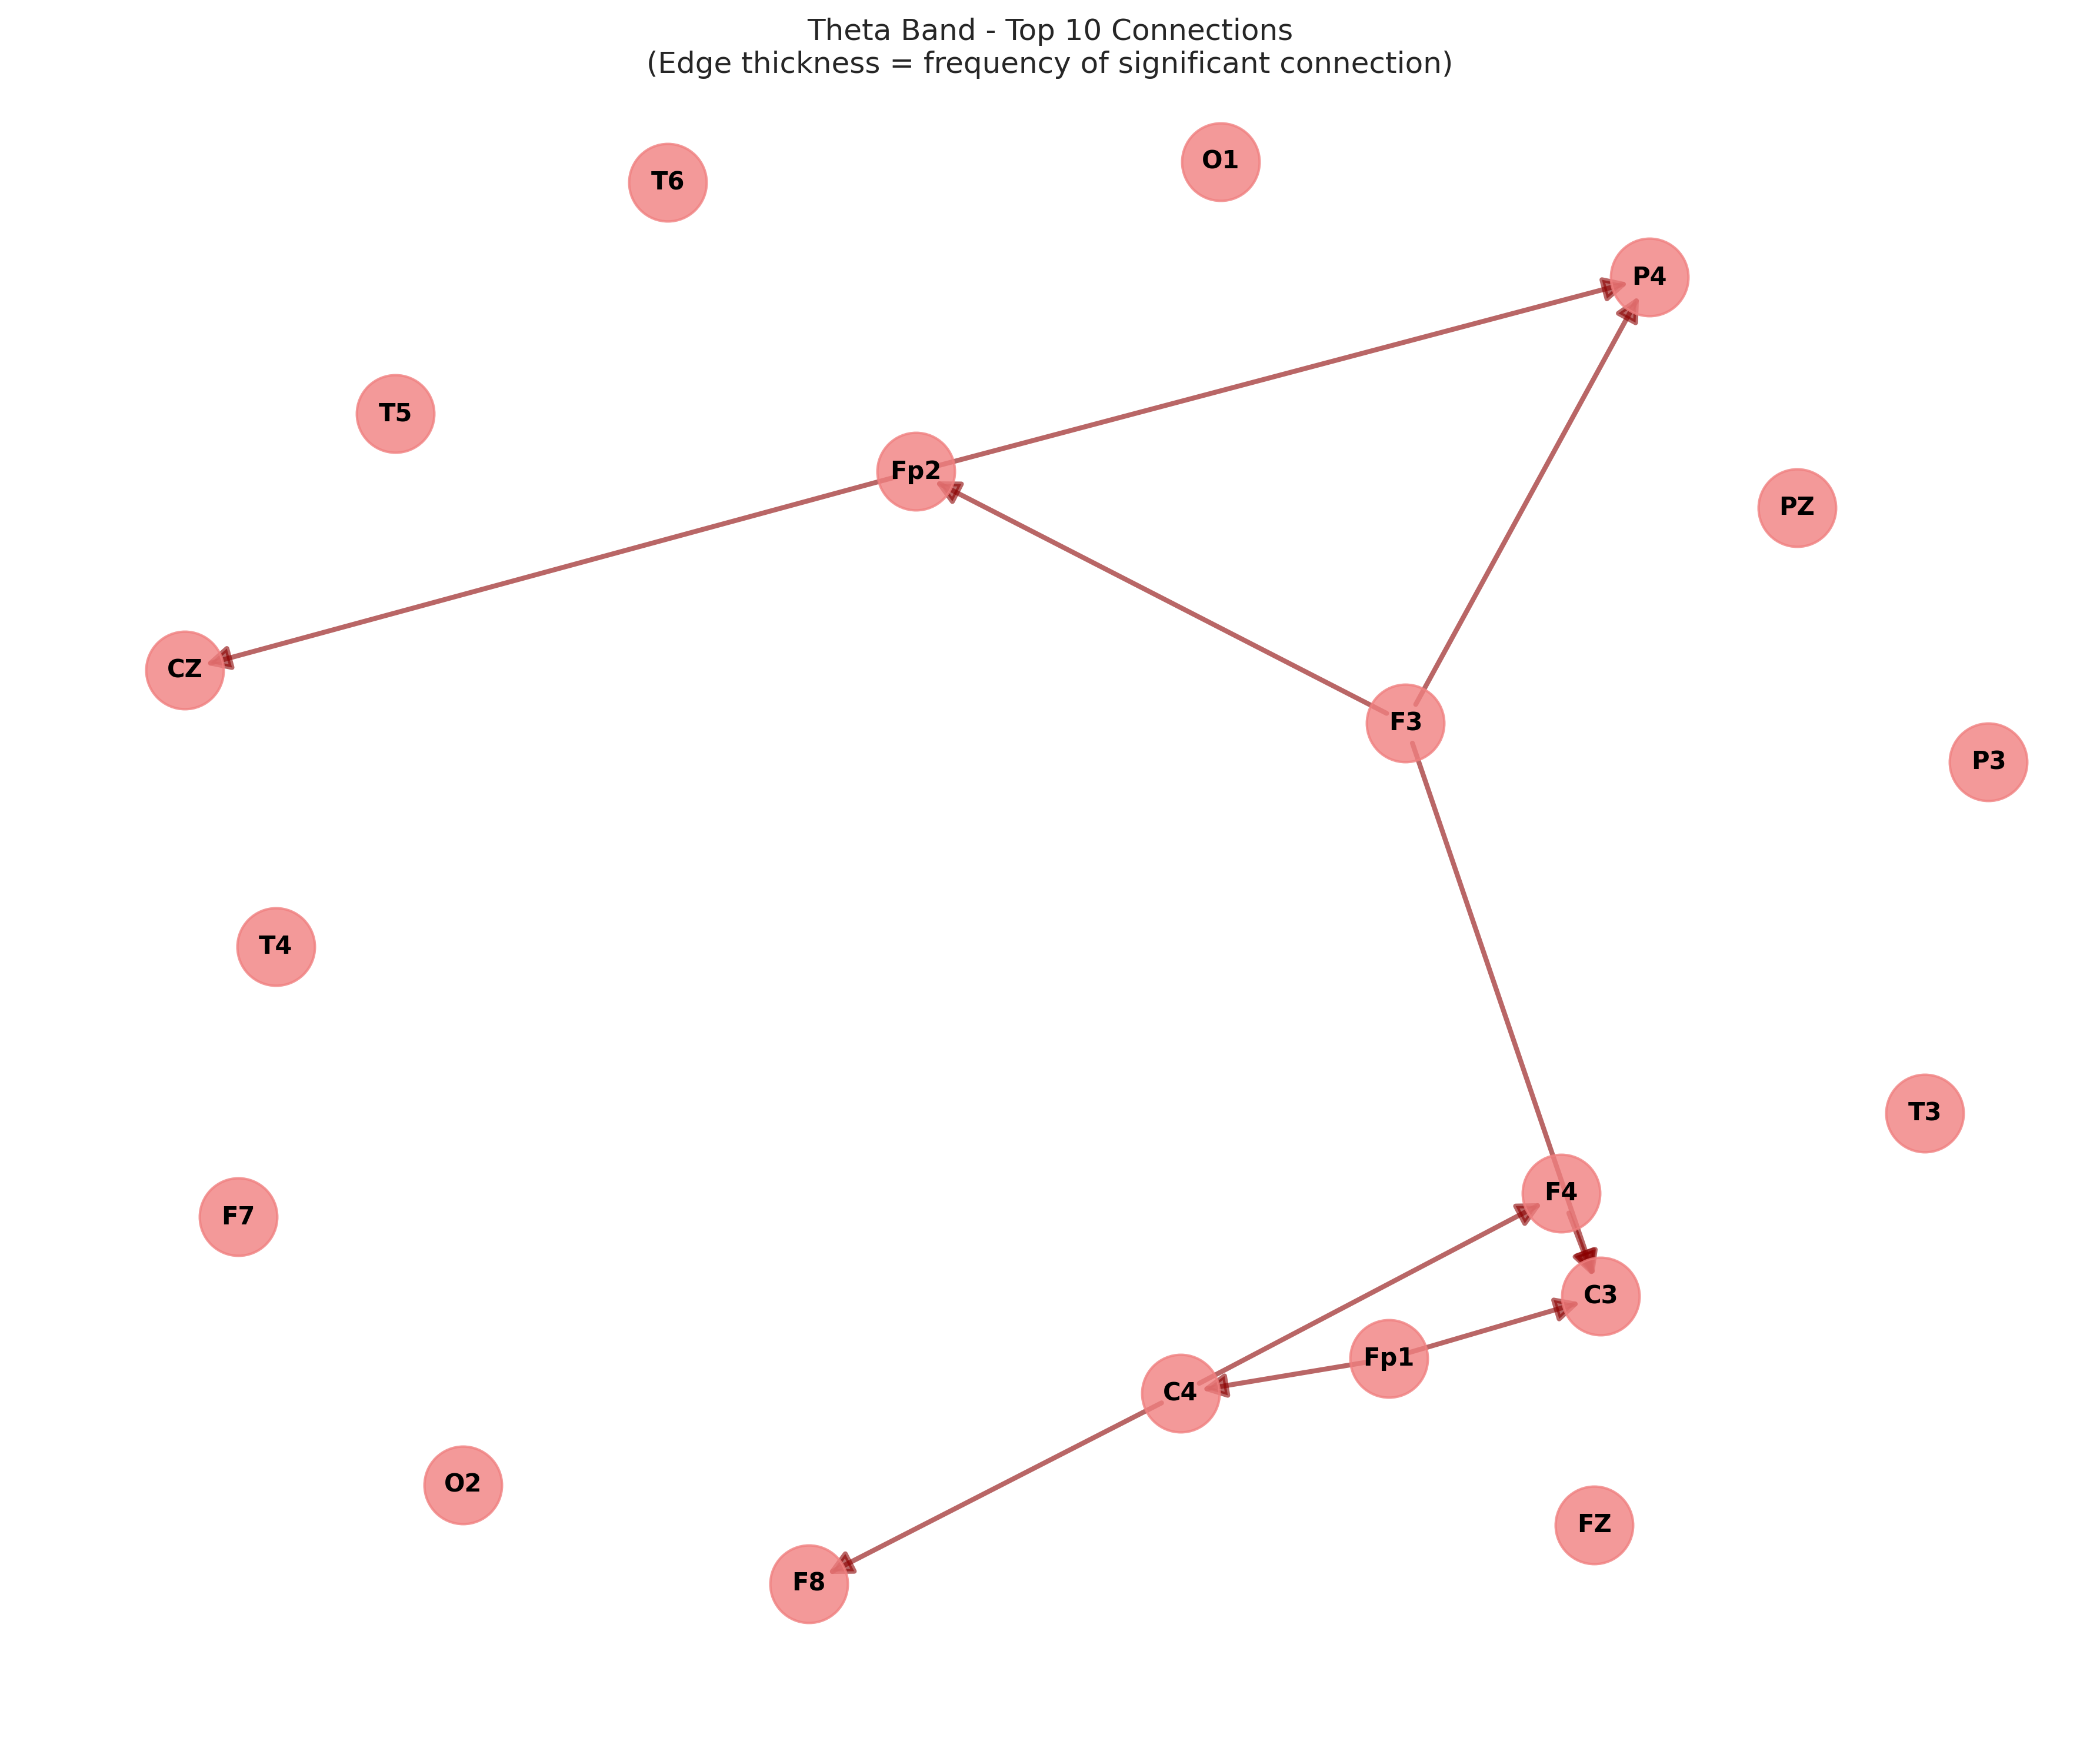 Theta Band - Top 10 Connections
(Edge thickness = frequency of significant connection)
O1
T6
P4
T5
Fp2
PZ
CZ
F3
P3
T4
T3
F4
F7
C3
Fp1
C4
O2
FZ
F8